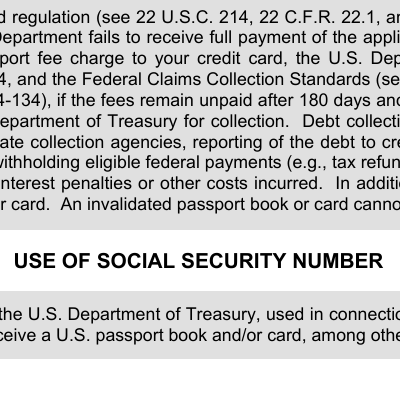 d regulation (see 22 U.S.C. 214, 22 C.F.R. 22.1, a
Department fails to receive full payment of the appli
port fee charge to your credit card, the U.S. Dep
4, and the Federal Claims Collection Standards (se
4-134), if the fees remain unpaid after 180 days and
epartment of Treasury for collection. Debt collecti
ate collection agencies, reporting of the debt to cre
withholding eligible federal payments (e.g., tax refun
nterest penalties or other costs incurred. In additi
r card. An invalidated passport book or card canno
USE OF SOCIAL SECURITY NUMBER
the U.S. Department of Treasury, used in connectio
ceive a U.S. passport book and/or card, among othe